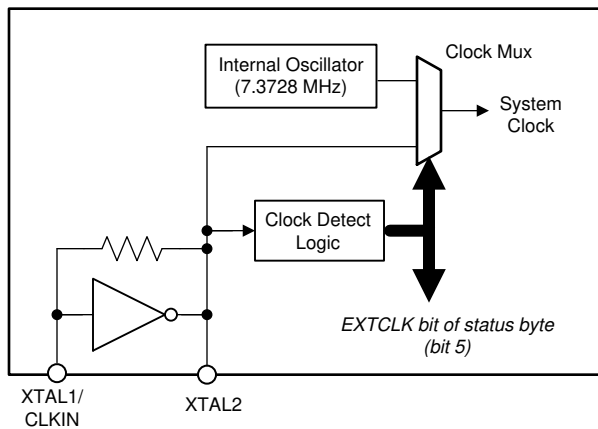 Internal Oscillator
(7.3728 MHz)
Clock Mux
System
Clock
Clock Detect
Logic
EXTCLK bit of status byte
(bit 5)
XTAL1/
CLKIN
XTAL2